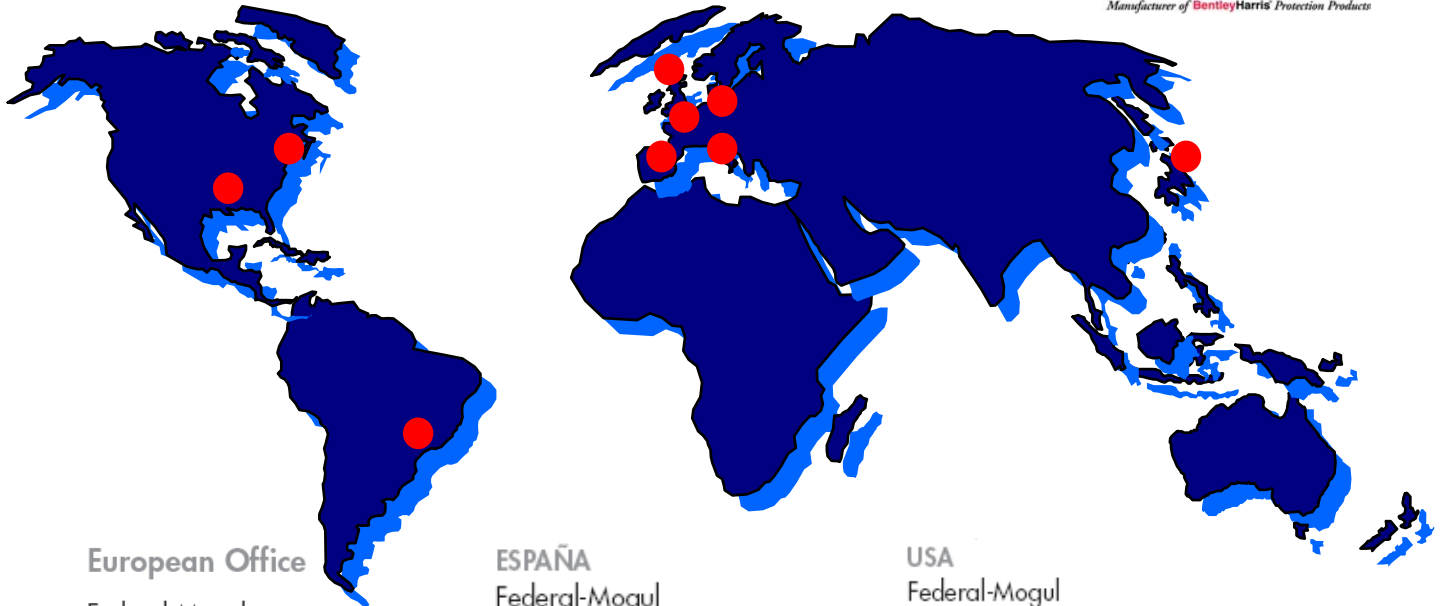 Manufacturer of BentleyHarris® Protection Products
European Office
ESPAÑA
Federal-Mogul
USA
Federal-Mogul